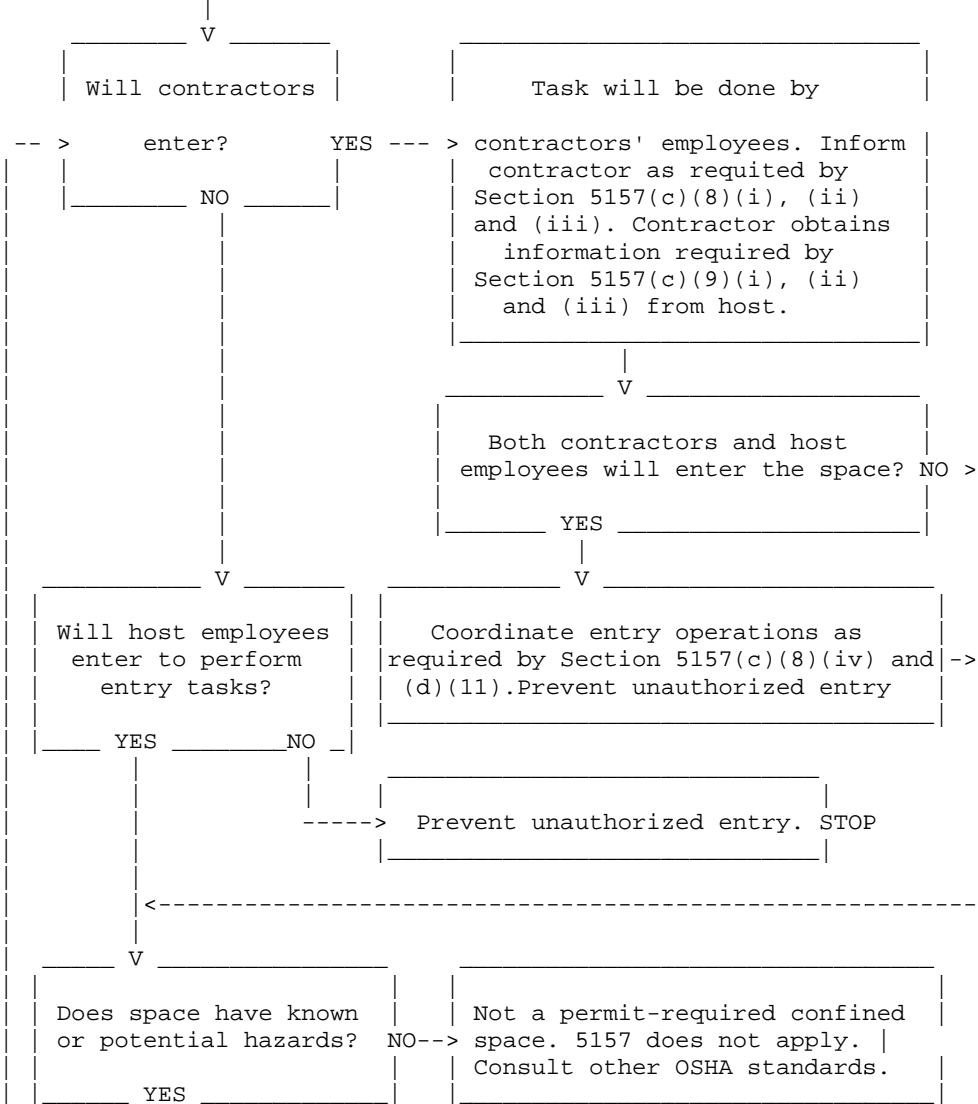 Will contractors
enter? YES
NO
Task will be done by
contractors' employees. Inform
contractor as requited by
Section 5157(c)(8)(i), (ii)
and (iii). Contractor obtains
information required by
Section 5157(c)(9)(i), (ii)
and (iii) from host.
Both contractors and host
employees will enter the space? NO >
YES
Will host employees
enter to perform
entry tasks?
YES NO
Coordinate entry operations as
required by Section 5157(c)(8)(iv) and
(d)(11).Prevent unauthorized entry
Prevent unauthorized entry. STOP
Does space have known
or potential hazards? NO-->
YES
Not a permit-required confined
space. 5157 does not apply.
Consult other OSHA standards.